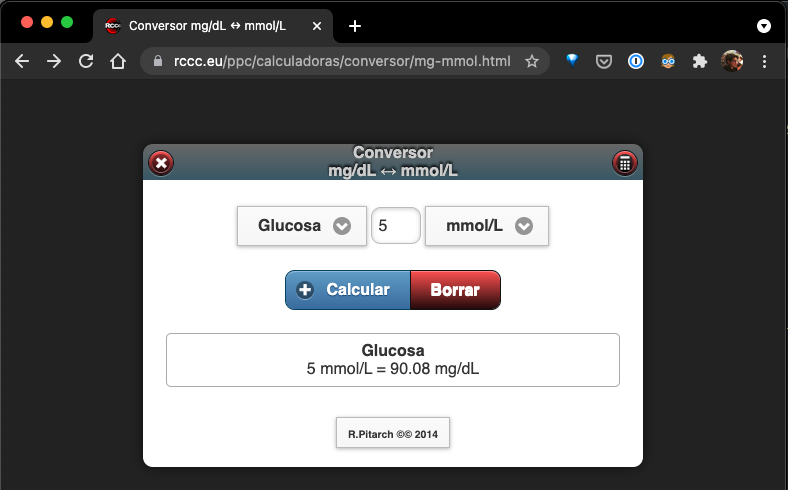 Conversor mg/dL ↔ mmol/L
rccc.eu/ppc/calculadoras/conversor/mg-mmol.html
Conversor
mg/dL ↔ mmol/L
Glucosa 5 mmol/L
Calcular Borrar
Glucosa
5 mmol/L = 90.08 mg/dL
R.Pitarch ©© 2014